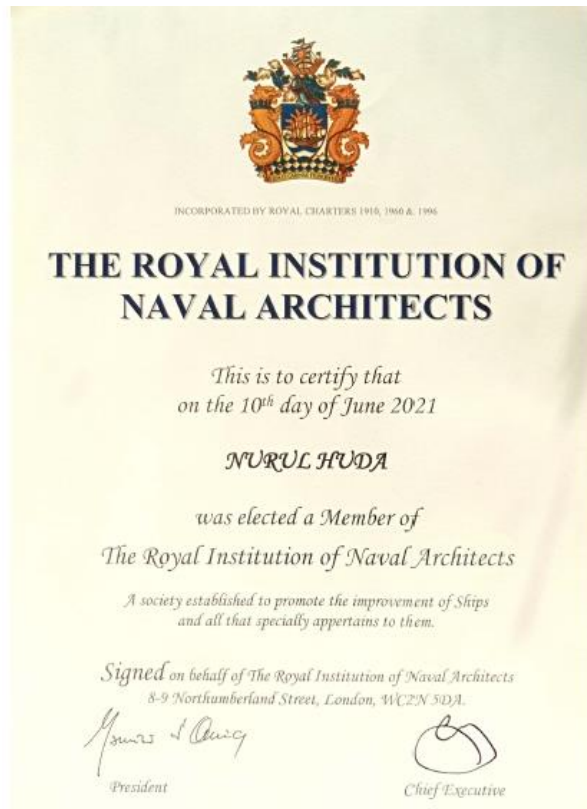 INCORPORATED BY ROYAL CHARTERS 1910, 1960 & 1996
THE ROYAL INSTITUTION OF
NAVAL ARCHITECTS
This is to certify that
on the 10th day of June 2021
NURUL HUDA
was elected a Member of
The Royal Institution of Naval Architects
A society established to promote the improvement of Ships
and all that specially appertains to them.
Signed on behalf of The Royal Institution of Naval Architects
8-9 Northumberland Street, London, WC2N 5DA.
President
Chief Executive